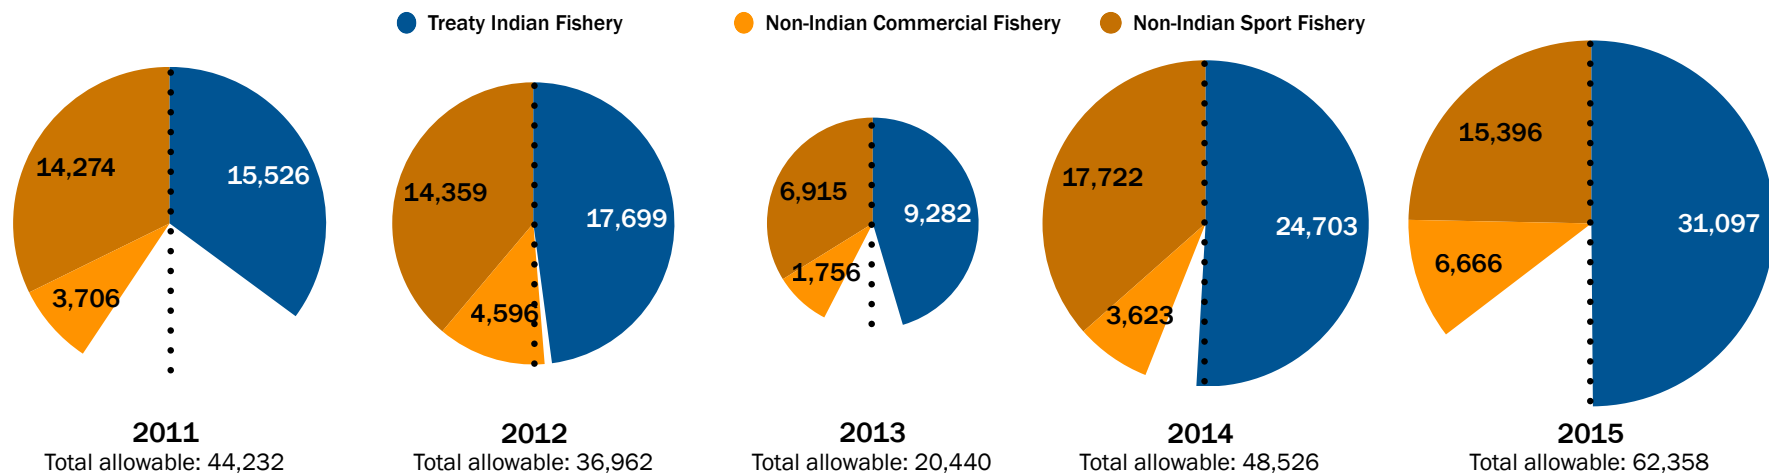 Treaty Indian Fishery
Non-Indian Commercial Fishery
Non-Indian Sport Fishery
14,274
15,526
3,706
2011
Total allowable: 44,232
14,359
17,699
4,596
2012
Total allowable: 36,962
6,915
9,282
1,756
2013
Total allowable: 20,440
17,722
24,703
3,623
2014
Total allowable: 48,526
15,396
31,097
6,666
2015
Total allowable: 62,358